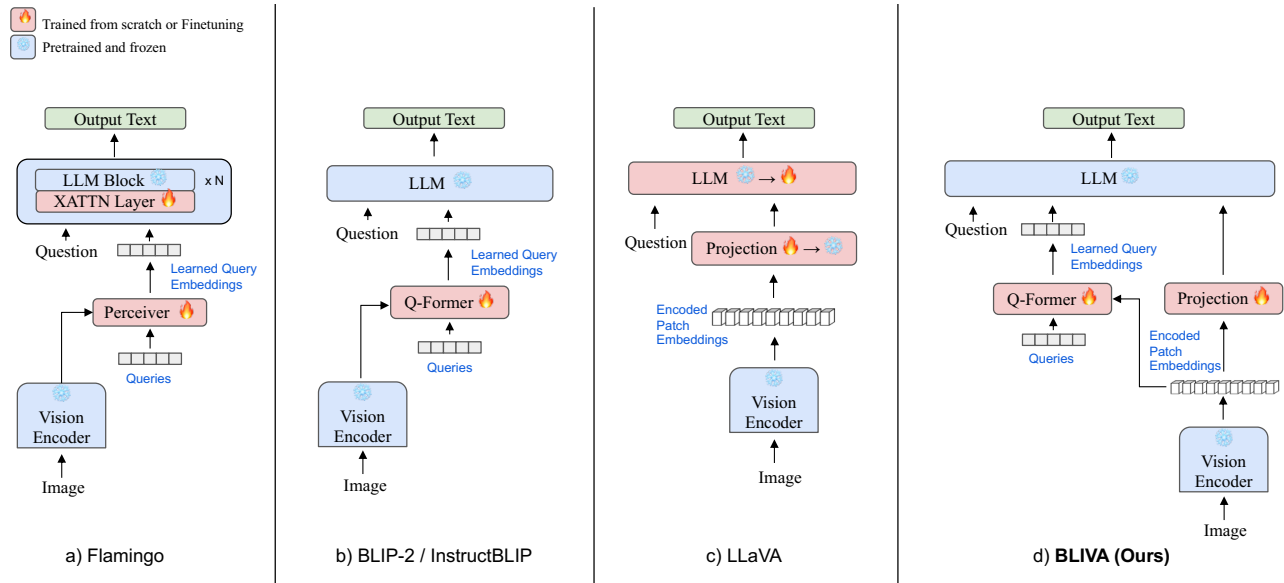 Trained from scratch or Finetuning
Pretrained and frozen
Output Text
LLM Block
XATTN Layer
x N
Question
Learned Query
Embeddings
Perceiver
Queries
Vision
Encoder
Image
a) Flamingo
Output Text
LLM
Question
Learned Query
Embeddings
Q-Former
Queries
Vision
Encoder
Image
b) BLIP-2 / InstructBLIP
Output Text
LLM →
Question
Projection →
Encoded
Patch
Embeddings
Vision
Encoder
Image
c) LLaVA
Output Text
LLM
Question
Learned Query
Embeddings
Q-Former
Projection
Queries
Encoded
Patch
Embeddings
Vision
Encoder
Image
d) BLIVA (Ours)